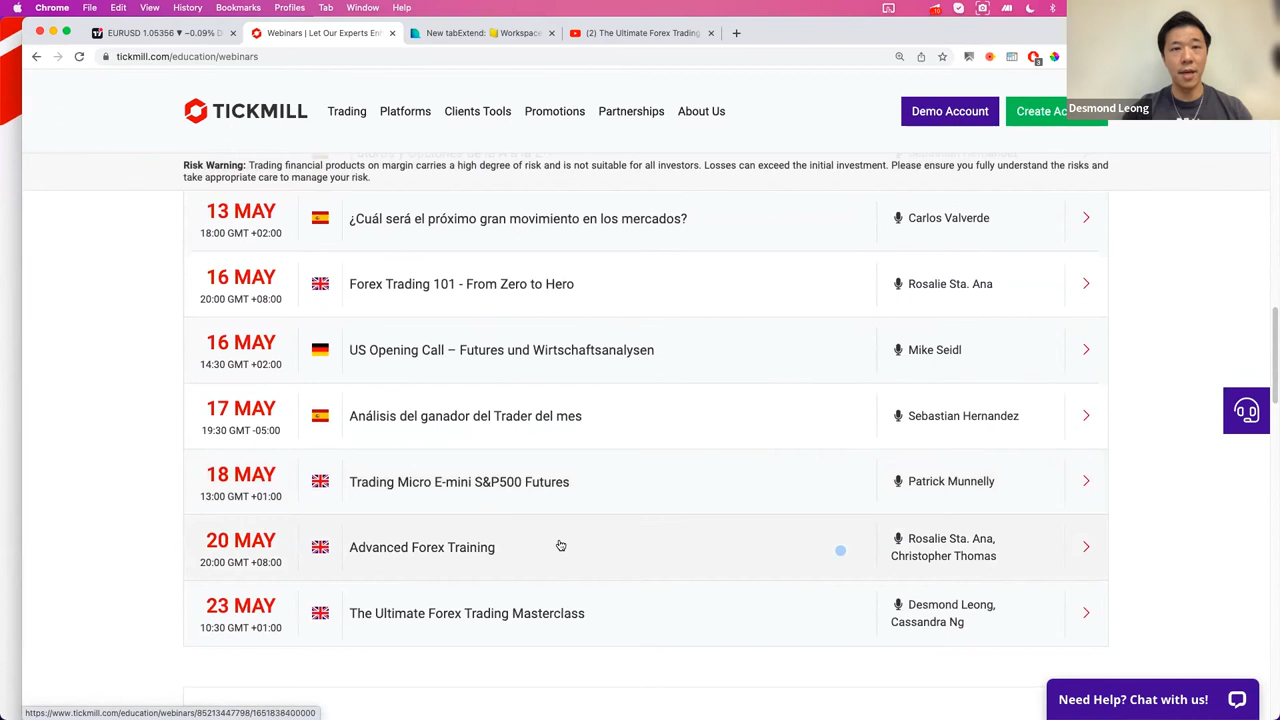 Chrome File Edit View History Bookmarks Profiles Tab Window Help
EURUSD 1.05356 ▼ −0.09%
Webinars | Let Our Experts En
New tabExtend:
Workspace
(2) The Ultimate Forex Trading
tickmill.com/education/webinars
TICKMILL
Trading
Platforms
Clients Tools
Promotions
Partnerships
About Us
Demo Account
Create Ac
Desmond Leong
Risk Warning: Trading financial products on margin carries a high degree of risk and is not suitable for all investors. Losses can exceed the initial investment. Please ensure you fully understand the risks and
take appropriate care to manage your risk.
13 MAY
18:00 GMT +02:00
¿Cuál será el próximo gran movimiento en los mercados?
Carlos Valverde
16 MAY
20:00 GMT +08:00
Forex Trading 101 - From Zero to Hero
Rosalie Sta. Ana
16 MAY
14:30 GMT +02:00
US Opening Call – Futures und Wirtschaftsanalysen
Mike Seidl
17 MAY
19:30 GMT -05:00
Análisis del ganador del Trader del mes
Sebastian Hernandez
18 MAY
13:00 GMT +01:00
Trading Micro E-mini S&P500 Futures
Patrick Munnelly
20 MAY
20:00 GMT +08:00
Advanced Forex Training
Rosalie Sta. Ana,
Christopher Thomas
23 MAY
10:30 GMT +01:00
The Ultimate Forex Trading Masterclass
Desmond Leong,
Cassandra Ng
Need Help? Chat with us!
https://www.tickmill.com/education/webinars/85213447798/1651838400000